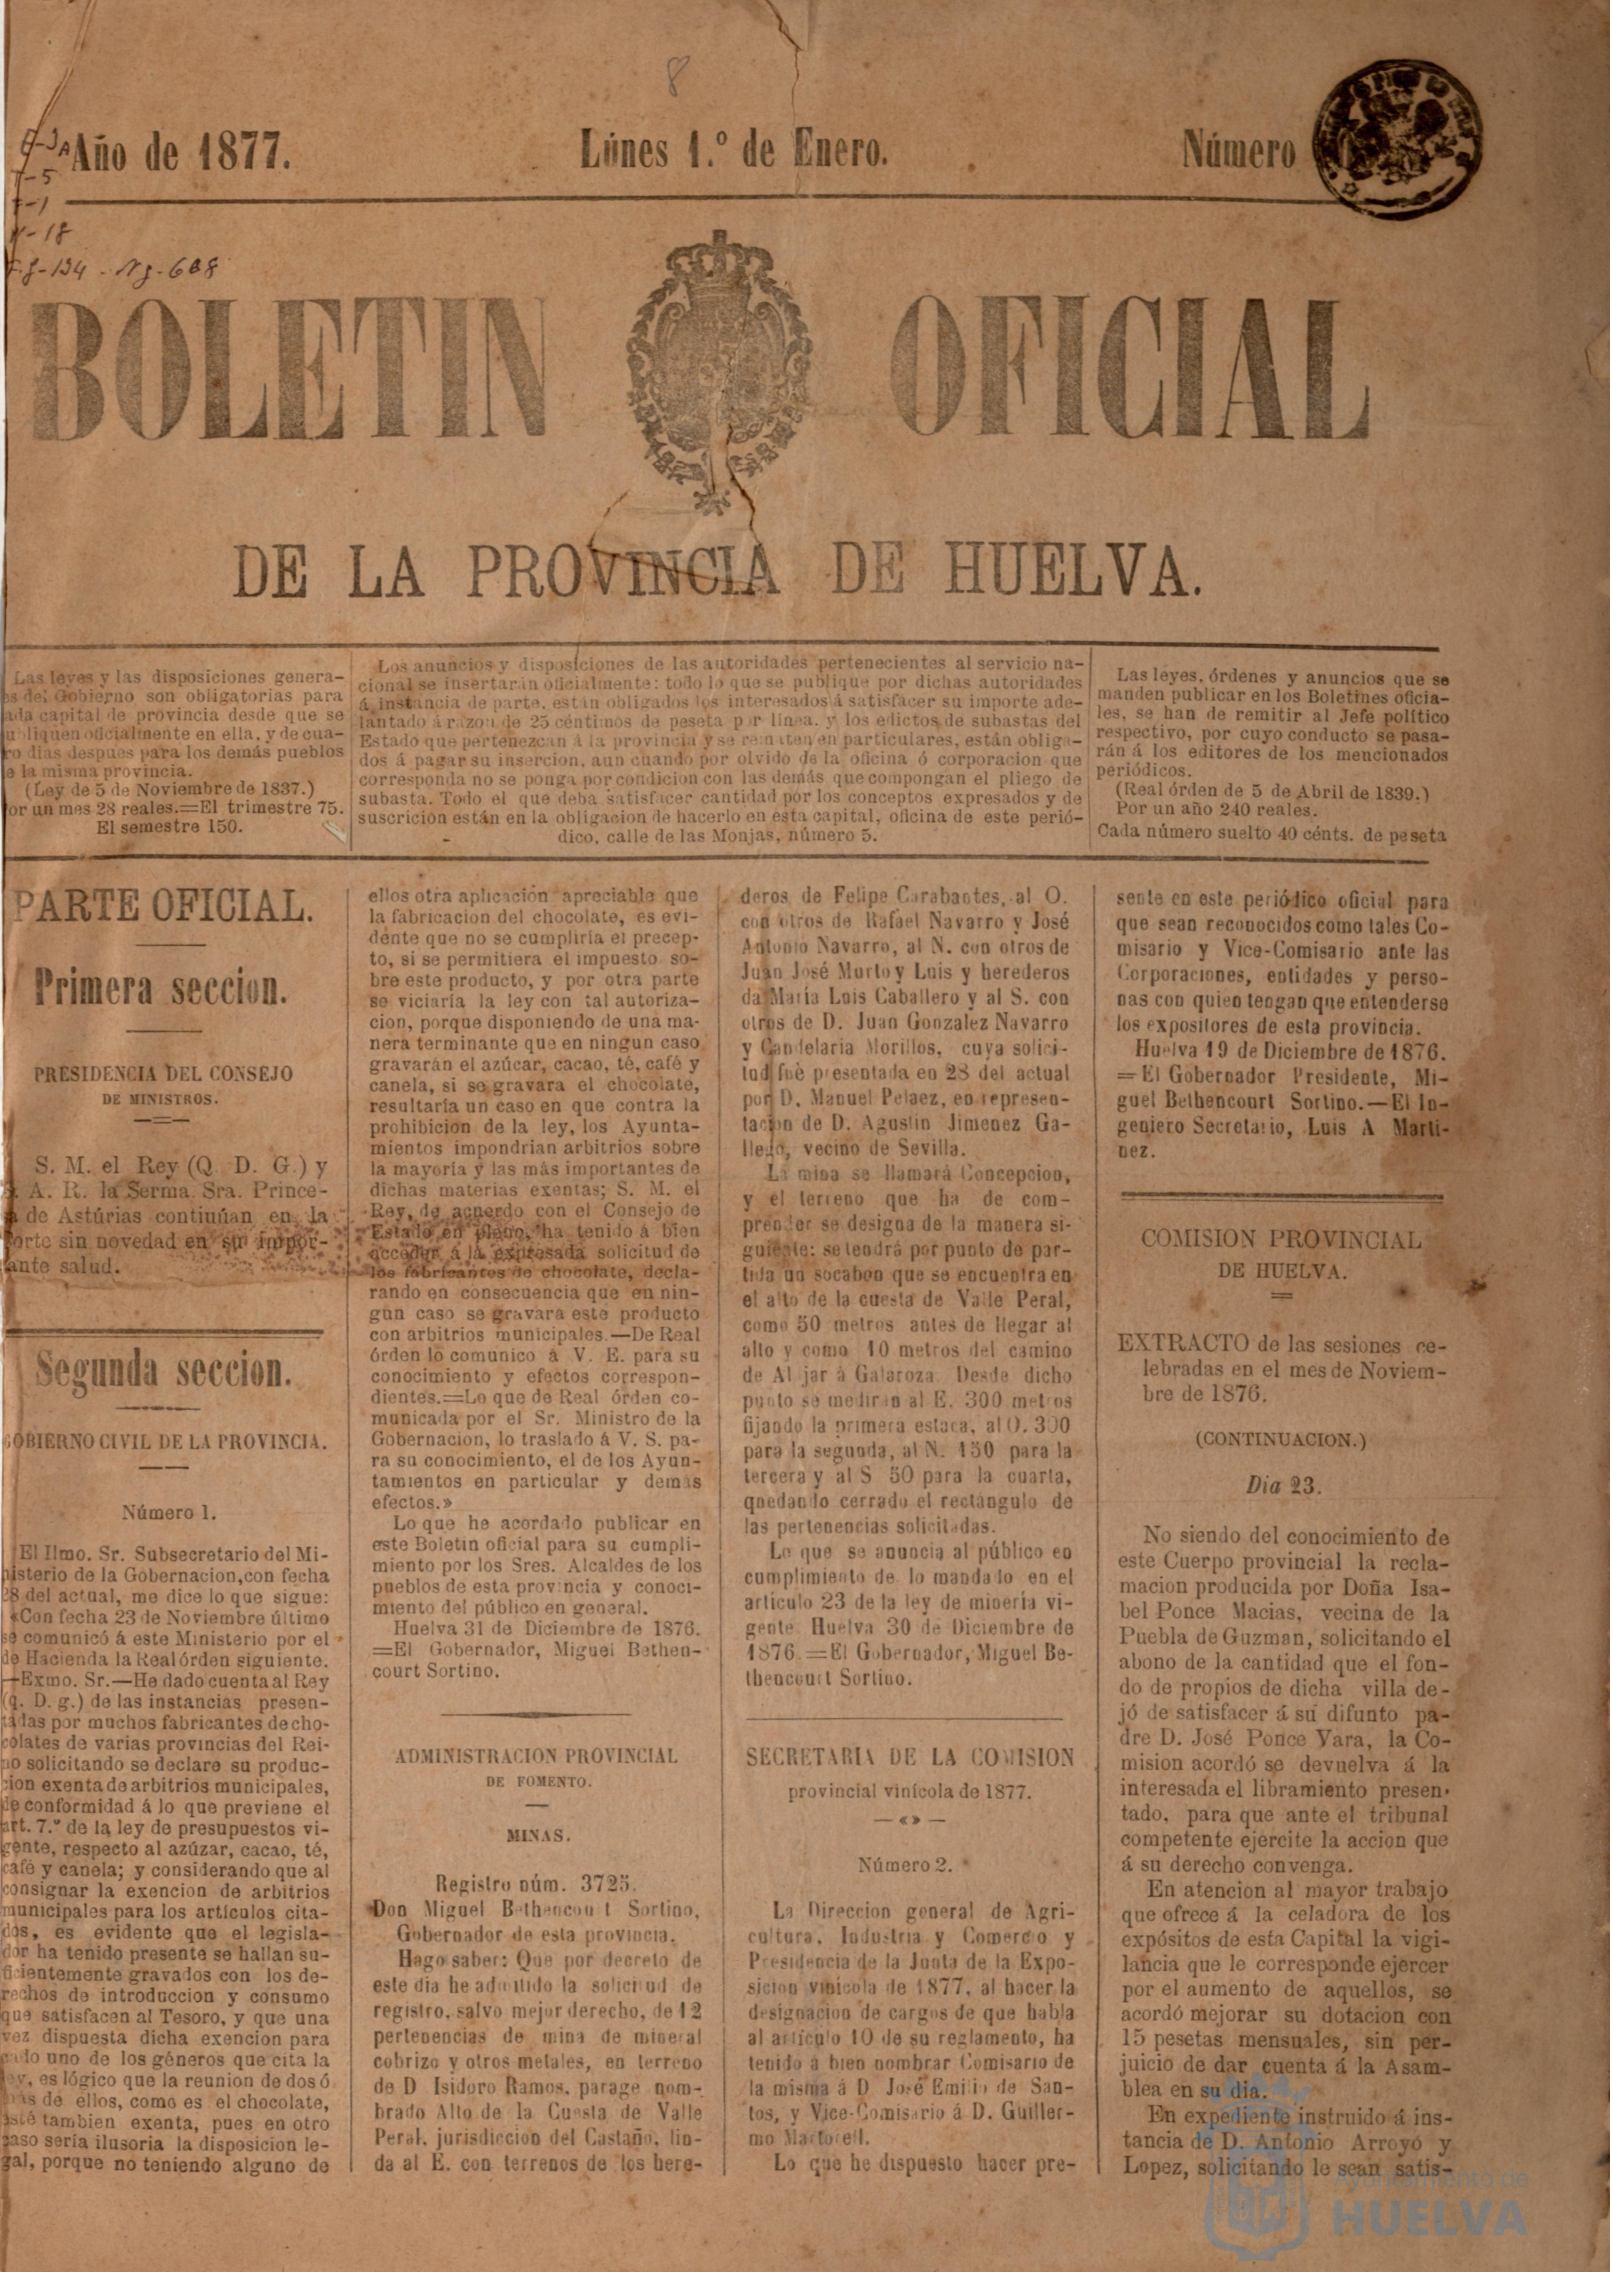 8
Año de 1877.
Lúnes 1.º de Enero.
Número
BOLETIN OFICIAL
DE LA PROVINCIA DE HUELVA.
Las leyes y las disposiciones genera-
del Gobierno son obligatorias para
capital de provincia desde que se
oficialmente en ella, y de cua-
dias despues para los demás pueblos
la misma provincia.
(Ley de 5 de Noviembre de 1837.)
or un mes 28 reales.=El trimestre 75.
El semestre 150.
Los anuncios y disposiciones de las autoridades pertenecientes al servicio na-
cional se insertarán oficialmente: todo lo que se publique por dichas autoridades
á instancia de parte, están obligados los interesados á satisfacer su importe ade-
lantado á razon de 25 céntimos de peseta por línea. y los edictos de subastas del
Estado que pertenezcan á la provincia y se remiten en particulares, están obliga-
dos á pagar su insercion, aun cuando por olvido de la oficina ó corporacion que
corresponda no se ponga por condicion con las demás que compongan el pliego de
subasta. Todo el que deba satisfacer cantidad por los conceptos expresados y de
suscricion están en la obligacion de hacerlo en esta capital, oficina de este perió-
dico, calle de las Monjas, número 5.
Las leyes, órdenes y anuncios que se
manden publicar en los Boletines oficia-
les, se han de remitir al Jefe político
respectivo, por cuyo conducto se pasa-
rán á los editores de los mencionados
periódicos.
(Real órden de 5 de Abril de 1839.)
Por un año 240 reales.
Cada número suelto 40 cénts. de peseta
PARTE OFICIAL.
Primera seccion.
PRESIDENCIA DEL CONSEJO
DE MINISTROS.
S. M. el Rey (Q. D. G.) y
A. R. la Serma. Sra. Prince-
de Astúrias continúan en la
orte sin novedad en su impor-
ante salud.
Segunda seccion.
GOBIERNO CIVIL DE LA PROVINCIA.
Número 1.
El Ilmo. Sr. Subsecretario del Mi-
nisterio de la Gobernacion, con fecha
28 del actual, me dice lo que sigue:
«Con fecha 23 de Noviembre último
se comunicó á este Ministerio por el
de Hacienda la Real órden siguiente.
—Exmo. Sr.—He dado cuenta al Rey
(q. D. g.) de las instancias presen-
tadas por muchos fabricantes de cho-
colates de varias provincias del Rei-
no solicitando se declare su produc-
cion exenta de arbitrios municipales,
de conformidad á lo que previene el
art. 7.º de la ley de presupuestos vi-
gente, respecto al azúzar, cacao, té,
café y canela; y considerando que al
consignar la exencion de arbitrios
municipales para los artículos cita-
dos, es evidente que el legisla-
dor ha tenido presente se hallan su-
ficientemente gravados con los de-
rechos de introduccion y consumo
que satisfacen al Tesoro, y que una
vez dispuesta dicha exencion para
cada uno de los géneros que cita la
ley, es lógico que la reunion de dos ó
más de ellos, como es el chocolate,
esté tambien exenta, pues en otro
caso sería ilusoria la disposicion le-
gal, porque no teniendo alguno de
ellos otra aplicación apreciable que
la fabricacion del chocolate, es evi-
dente que no se cumpliría el precep-
to, si se permitiera el impuesto so-
bre este producto, y por otra parte
se viciaría la ley con tal autoriza-
cion, porque disponiendo de una ma-
nera terminante que en ningun caso
gravarán el azúcar, cacao, té, café y
canela, si se gravara el chocolate,
resultaría un caso en que contra la
prohibicion de la ley, los Ayunta-
mientos impondrian arbitrios sobre
la mayoría y las más importantes de
dichas materias exentas; S. M. el
Rey, de acuerdo con el Consejo de
Estado en pleno, ha tenido á bien
acceder á la expresada solicitud de
los fabricantes de chocolate, decla-
rando en consecuencia que en nin-
gun caso se gravará este producto
con arbitrios municipales.—De Real
órden lo comunico á V. E. para su
conocimiento y efectos correspon-
dientes.=Lo que de Real órden co-
municada por el Sr. Ministro de la
Gobernacion, lo traslado á V. S. pa-
ra su conocimiento, el de los Ayun-
tamientos en particular y demás
efectos.»
Lo que he acordado publicar en
este Boletin oficial para su cumpli-
miento por los Sres. Alcaldes de los
pueblos de esta provincia y conoci-
miento del público en general.
Huelva 31 de Diciembre de 1876.
=El Gobernador, Miguel Bethen-
court Sortino.
ADMINISTRACION PROVINCIAL
DE FOMENTO.
MINAS.
Registro núm. 3725.
Don Miguel Bethencou t Sortino,
Gobernador de esta provincia.
Hago saber: Que por decreto de
este dia he admitido la solicitud de
registro, salvo mejor derecho, de 12
pertenencias de mina de mineral
cobrizo y otros metales, en terreno
de D Isidoro Ramos, parage nom-
brado Alto de la Cuesta de Valle
Peral, jurisdiccion del Castaño, lin-
da al E. con terrenos de los here-
deros de Felipe Carabantes, al O.
con otros de Rafael Navarro y José
Antonio Navarro, al N. con otros de
Juan José Murto y Luis y herederos
da María Luis Caballero y al S. con
otros de D. Juan Gonzalez Navarro
y Candelaria Morillos, cuya solici-
tud fué presentada en 28 del actual
por D. Manuel Pelaez, en represen-
tacion de D. Agustin Jimenez Ga-
llego, vecino de Sevilla.
La mina se llamará Concepcion,
y el terreno que ha de com-
prender se designa de la manera si-
guiente: se tendrá por punto de par-
tida un socabon que se encuentra en
el alto de la cuesta de Valle Peral,
como 50 metros antes de llegar al
alto y como 10 metros del camino
de Al jar á Galaroza. Desde dicho
punto se medirán al E. 300 metros
fijando la primera estaca, al O. 300
para la segunda, al N. 150 para la
tercera y al S 50 para la cuarta,
quedando cerrado el rectángulo de
las pertenencias solicitadas.
Lo que se anuncia al público en
cumplimiento de lo mandado en el
artículo 23 de la ley de minería vi-
gente. Huelva 30 de Diciembre de
1876.=El Gobernador, Miguel Be-
thencourt Sortino.
SECRETARIA DE LA COMISION
provincial vinícola de 1877.
—«»—
Número 2.
La Direccion general de Agri-
cultura, Industria y Comercio y
Presidencia de la Junta de la Expo-
sicion vinícola de 1877, al hacer la
designacion de cargos de que habla
al artículo 10 de su reglamento, ha
tenido á bien nombrar Comisario de
la misma á D José Emilio de San-
tos, y Vice-Comisario á D. Guiller-
mo Martorell.
Lo que he dispuesto hacer pre-
sente en este periódico oficial para
que sean reconocidos como tales Co-
misario y Vice-Comisario ante las
Corporaciones, entidades y perso-
nas con quien tengan que entenderse
los expositores de esta provincia.
Huelva 19 de Diciembre de 1876.
=El Gobernador Presidente, Mi-
guel Bethencourt Sortino.—El In-
geniero Secretario, Luis A Marti-
nez.
COMISION PROVINCIAL
DE HUELVA.
EXTRACTO de las sesiones ce-
lebradas en el mes de Noviem-
bre de 1876.
(CONTINUACION.)
Dia 23.
No siendo del conocimiento de
este Cuerpo provincial la recla-
macion producida por Doña Isa-
bel Ponce Macias, vecina de la
Puebla de Guzman, solicitando el
abono de la cantidad que el fon-
do de propios de dicha villa de-
jó de satisfacer á su difunto pa-
dre D. José Ponce Vara, la Co-
mision acordó se devuelva á la
interesada el libramiento presen-
tado, para que ante el tribunal
competente ejercite la accion que
á su derecho convenga.
En atencion al mayor trabajo
que ofrece á la celadora de los
expósitos de esta Capital la vigi-
lancia que le corresponde ejercer
por el aumento de aquellos, se
acordó mejorar su dotacion con
15 pesetas mensuales, sin per-
juicio de dar cuenta á la Asam-
blea en su dia.
En expediente instruido á ins-
tancia de D. Antonio Arroyó y
Lopez, solicitando le sean satis-
Ayuntamiento de
HUELVA